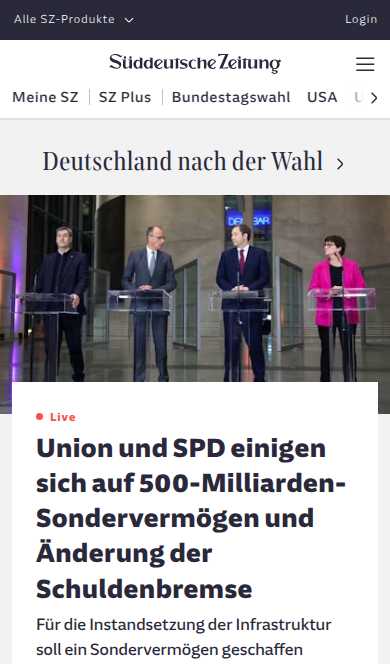 Alle SZ-Produkte
Login
Süddeutsche Zeitung
Meine SZ
SZ Plus
Bundestagswahl
USA
Deutschland nach der Wahl
Live
Union und SPD einigen
sich auf 500-Milliarden-
Sondervermögen und
Änderung der
Schuldenbremse
Für die Instandsetzung der Infrastruktur
soll ein Sondervermögen geschaffen